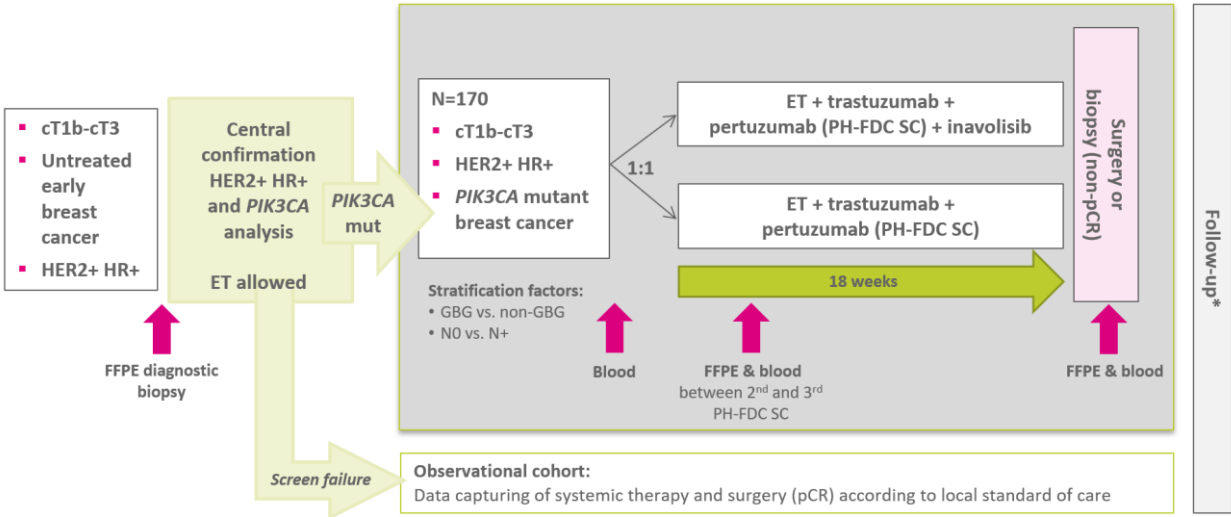 cT1b-cT3
Untreated
early
breast
cancer
HER2+ HR+
FFPE diagnostic
biopsy
Central
confirmation
HER2+ HR+
and PIK3CA
analysis
ET allowed
PIK3CA
mut
Screen failure
N=170
cT1b-cT3
HER2+ HR+
PIK3CA mutant
breast cancer
Stratification factors:
• GBG vs. non-GBG
• N0 vs. N+
1:1
ET + trastuzumab +
pertuzumab (PH-FDC SC) + inavolisib
ET + trastuzumab +
pertuzumab (PH-FDC SC)
18 weeks
Blood
FFPE & blood
between 2nd and 3rd
PH-FDC SC
Surgery or
biopsy (non-pCR)
FFPE & blood
Observational cohort:
Data capturing of systemic therapy and surgery (pCR) according to local standard of care
Follow-up*